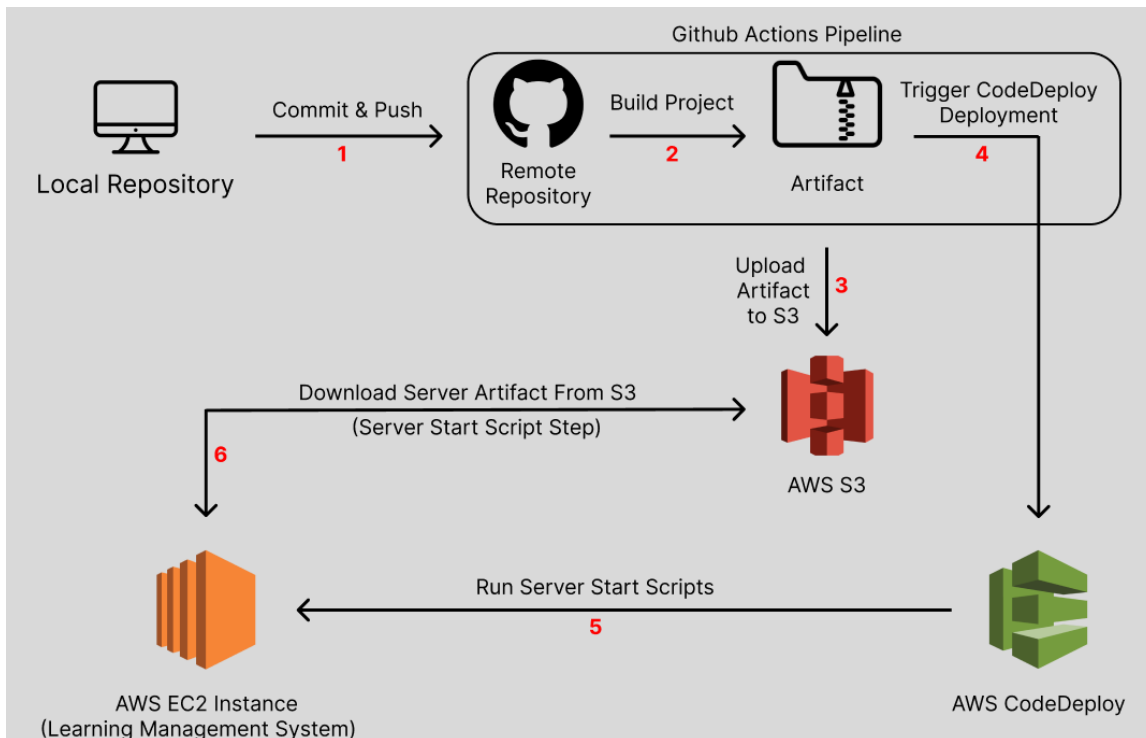 Github Actions Pipeline
Commit & Push
1
Local Repository
Build Project
2
Remote
Repository
Artifact
Trigger CodeDeploy
Deployment
4
Upload
Artifact
to S3
3
Download Server Artifact From S3
(Server Start Script Step)
6
AWS S3
Run Server Start Scripts
5
AWS EC2 Instance
(Learning Management System)
AWS CodeDeploy